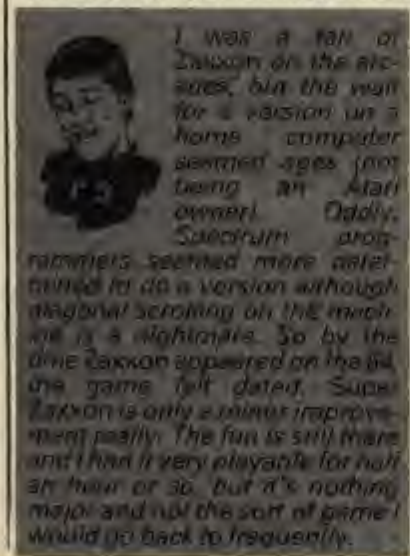 I was a fan of
Zaxxon on the arc-
ades, but the wait
for a version on a
home computer
seemed ages (not
being an Atari
owner). Oddly,
Spectrum prog-
rammers seemed more deter-
mined to do a version although
diagonal scrolling on the mach-
ine is a nightmare. So by the
time Zaxxon appeared on the 64,
the game felt dated. Super
Zaxxon is only a minor improve-
ment really. The fun is still there
and I had it very playable for half
an hour or so, but it's nothing
major and not the sort of game I
would go back to frequently.